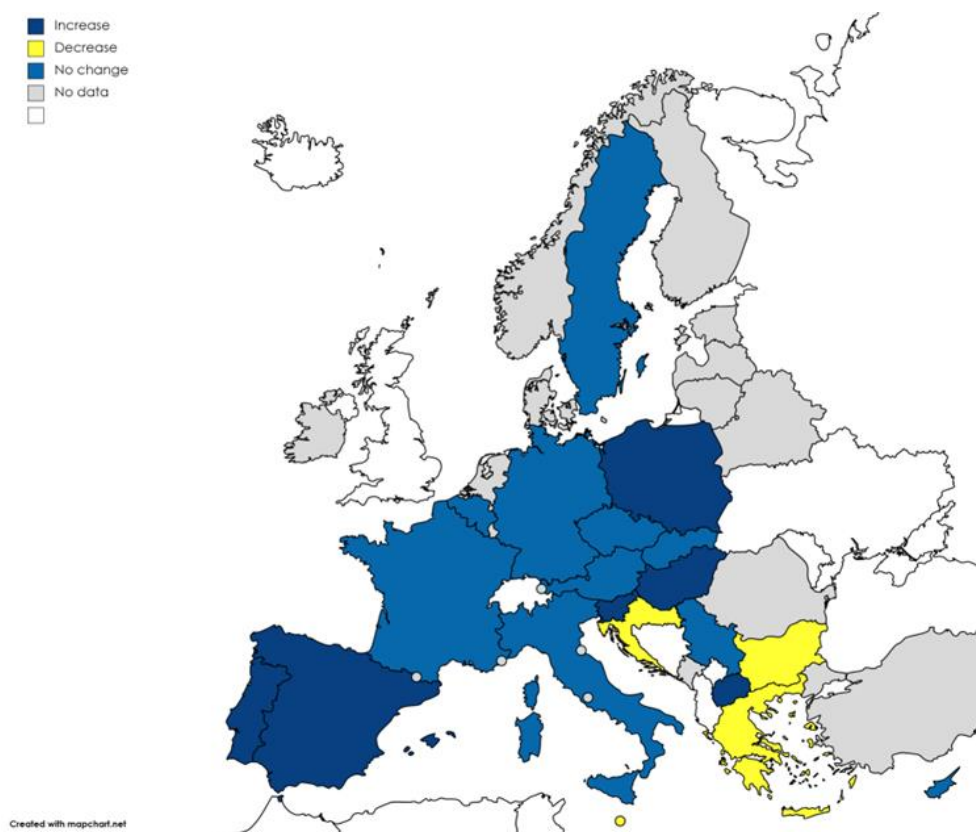 Increase
Decrease
No change
No data
Created with mapchart.net